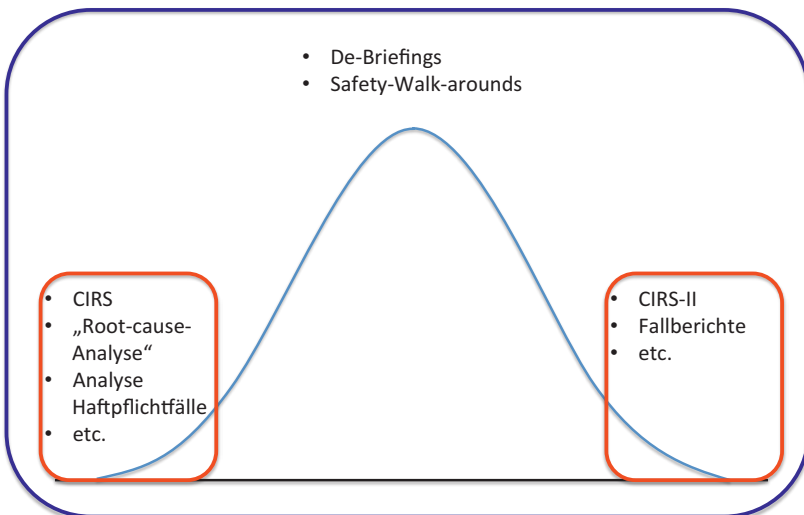 • De-Briefings
• Safety-Walk-arounds
• CIRS
• „Root-cause-
Analyse“
• Analyse
Haftpflichtfälle
• etc.
• CIRS-II
• Fallberichte
• etc.